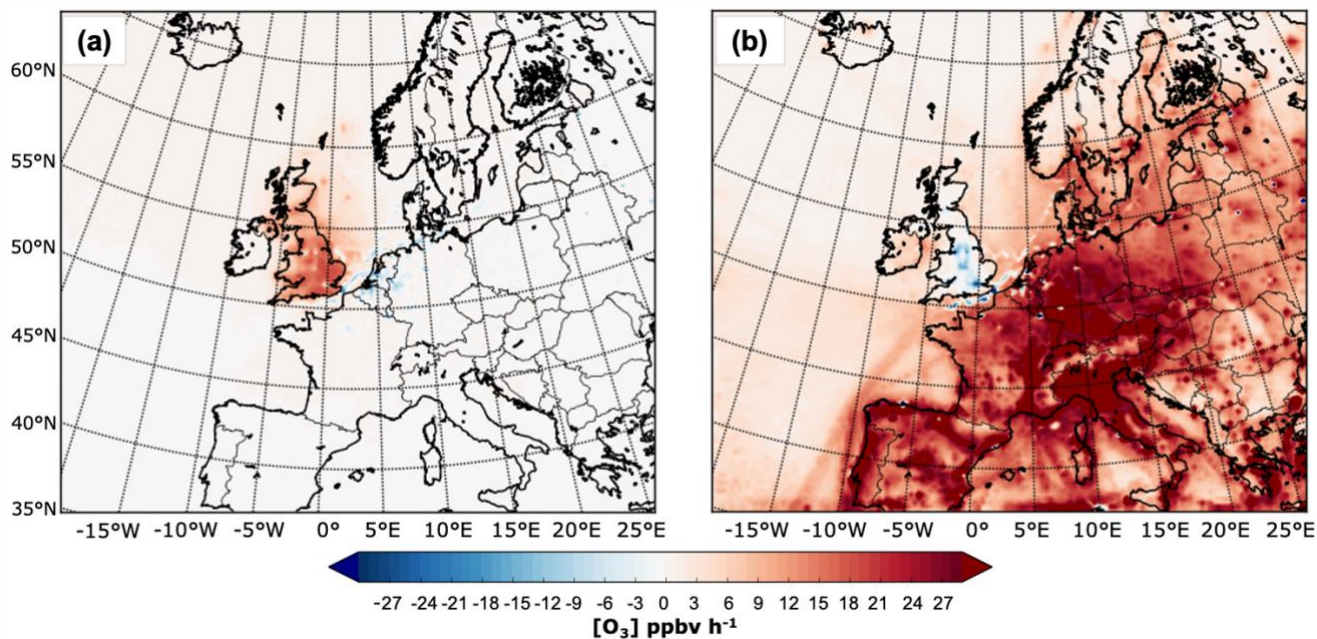 (a)
(b)
60°N
55°N
50°N
45°N
40°N
35°N
-15°W -10°W -5°W 0° 5°E 10°E 15°E 20°E 25°E
-15°W -10°W -5°W 0° 5°E 10°E 15°E 20°E 25°E
-27 -24 -21 -18 -15 -12 -9 -6 -3 0 3 6 9 12 15 18 21 24 27
[O₃] ppbv h⁻¹